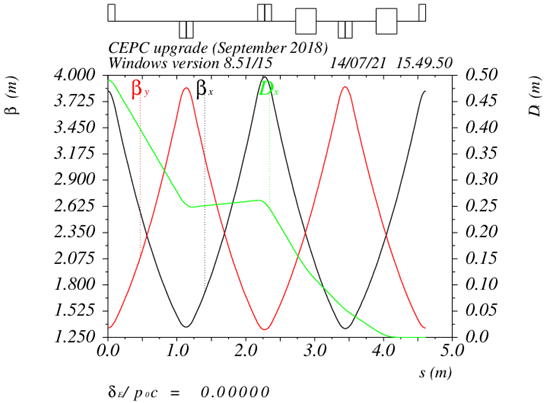 CEPC upgrade (September 2018)
Windows version 8.51/15 14/07/21 15.49.50
β (m)
D (m)
βy βx Dx
4.000 0.50
3.725 0.45
3.450 0.40
3.175 0.35
2.900 0.30
2.625 0.25
2.350 0.20
2.075 0.15
1.800 0.10
1.525 0.05
1.250 0.0
0.0 1.0 2.0 3.0 4.0 5.0
s (m)
δE/ p0c = 0.00000